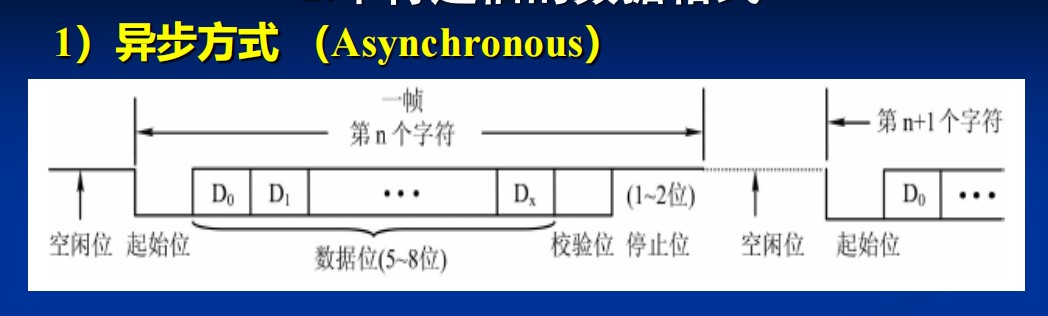 1）异步方式 （Asynchronous）
一帧
第 n 个字符
第 n+1 个字符
D₀ D₁ ••• Dₓ (1~2位) D₀ •••
空闲位 起始位 数据位(5~8位) 校验位 停止位 空闲位 起始位